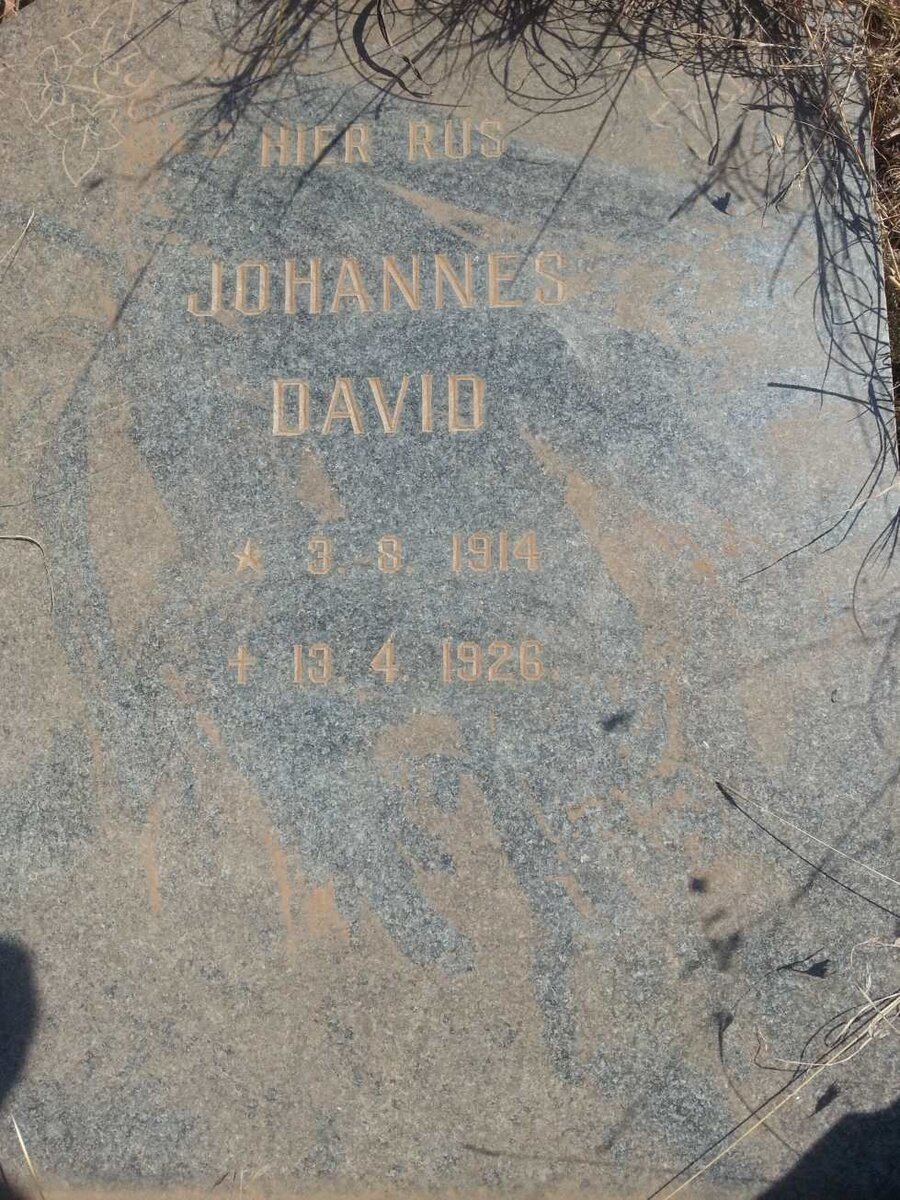 HIER RUS
JOHANNES
DAVID
★ 3. 8. 1914
✝ 13. 4. 1926.